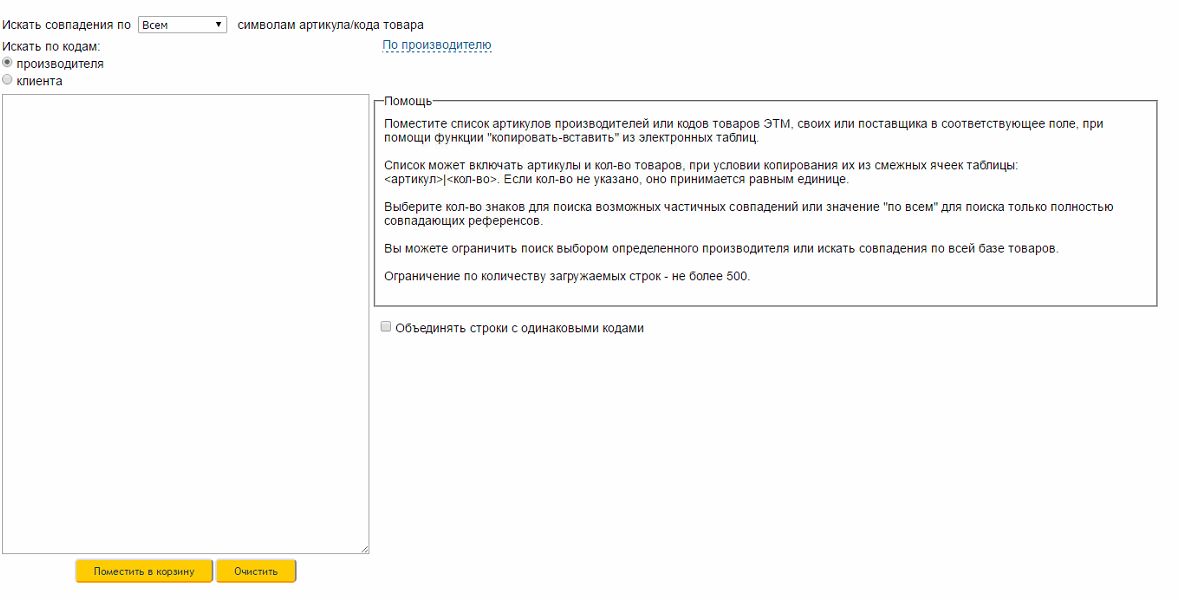 Искать совпадения по Всем символам артикула/кода товара
Искать по кодам:
По производителю
производителя
клиента
Помощь
Поместите список артикулов производителей или кодов товаров ЭТМ, своих или поставщика в соответствующее поле, при
помощи функции "копировать-вставить" из электронных таблиц.
Список может включать артикулы и кол-во товаров, при условии копирования их из смежных ячеек таблицы:
<артикул>|<кол-во>. Если кол-во не указано, оно принимается равным единице.
Выберите кол-во знаков для поиска возможных частичных совпадений или значение "по всем" для поиска только полностью
совпадающих референсов.
Вы можете ограничить поиск выбором определенного производителя или искать совпадения по всей базе товаров.
Ограничение по количеству загружаемых строк - не более 500.
Объединять строки с одинаковыми кодами
Поместить в корзину
Очистить